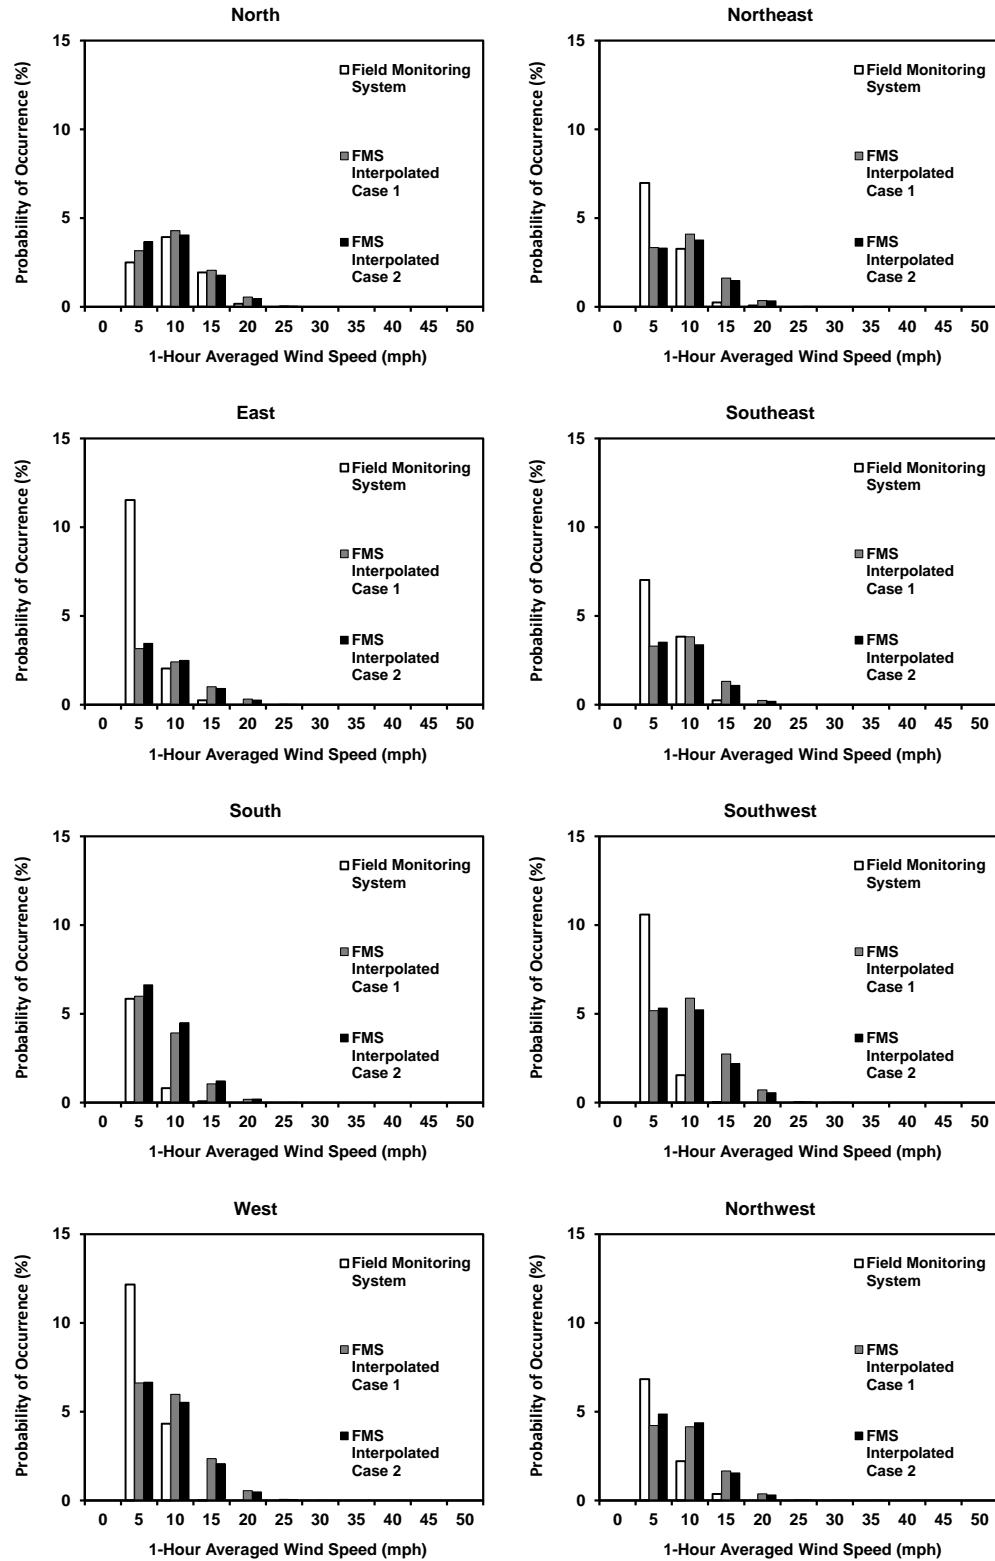 North
Probability of Occurrence (%)
15
10
5
0
Field Monitoring
System
FMS
Interpolated
Case 1
FMS
Interpolated
Case 2
0 5 10 15 20 25 30 35 40 45 50
1-Hour Averaged Wind Speed (mph)
Northeast
Probability of Occurrence (%)
15
10
5
0
Field Monitoring
System
FMS
Interpolated
Case 1
FMS
Interpolated
Case 2
0 5 10 15 20 25 30 35 40 45 50
1-Hour Averaged Wind Speed (mph)
East
Probability of Occurrence (%)
15
10
5
0
Field Monitoring
System
FMS
Interpolated
Case 1
FMS
Interpolated
Case 2
0 5 10 15 20 25 30 35 40 45 50
1-Hour Averaged Wind Speed (mph)
Southeast
Probability of Occurrence (%)
15
10
5
0
Field Monitoring
System
FMS
Interpolated
Case 1
FMS
Interpolated
Case 2
0 5 10 15 20 25 30 35 40 45 50
1-Hour Averaged Wind Speed (mph)
South
Probability of Occurrence (%)
15
10
5
0
Field Monitoring
System
FMS
Interpolated
Case 1
FMS
Interpolated
Case 2
0 5 10 15 20 25 30 35 40 45 50
1-Hour Averaged Wind Speed (mph)
Southwest
Probability of Occurrence (%)
15
10
5
0
Field Monitoring
System
FMS
Interpolated
Case 1
FMS
Interpolated
Case 2
0 5 10 15 20 25 30 35 40 45 50
1-Hour Averaged Wind Speed (mph)
West
Probability of Occurrence (%)
15
10
5
0
Field Monitoring
System
FMS
Interpolated
Case 1
FMS
Interpolated
Case 2
0 5 10 15 20 25 30 35 40 45 50
1-Hour Averaged Wind Speed (mph)
Northwest
Probability of Occurrence (%)
15
10
5
0
Field Monitoring
System
FMS
Interpolated
Case 1
FMS
Interpolated
Case 2
0 5 10 15 20 25 30 35 40 45 50
1-Hour Averaged Wind Speed (mph)